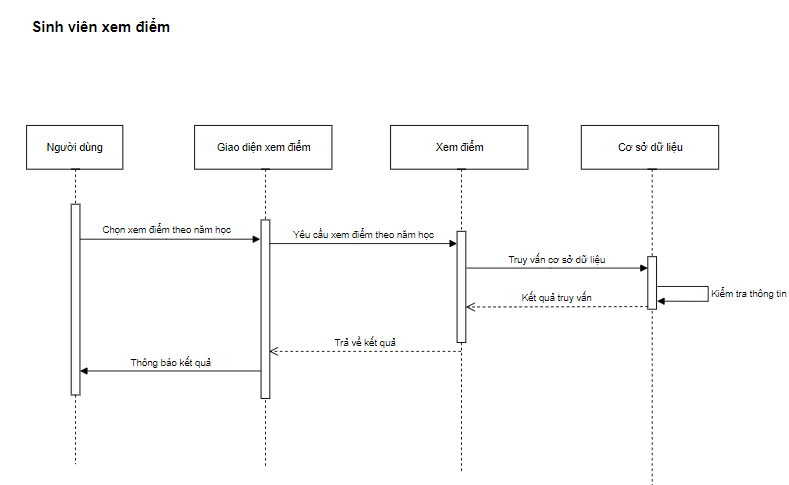 Sinh viên xem điểm
Người dùng
Giao diện xem điểm
Xem điểm
Cơ sở dữ liệu
Chọn xem điểm theo năm học
Yêu cầu xem điểm theo năm học
Truy vấn cơ sở dữ liệu
Kiểm tra thông tin
Kết quả truy vấn
Trả về kết quả
Thông báo kết quả